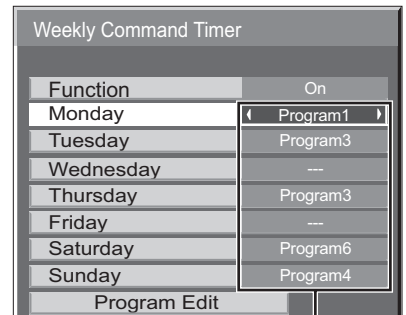 Weekly Command Timer
Function On
Monday Program1
Tuesday Program3
Wednesday ---
Thursday Program3
Friday ---
Saturday Program6
Sunday Program4
Program Edit